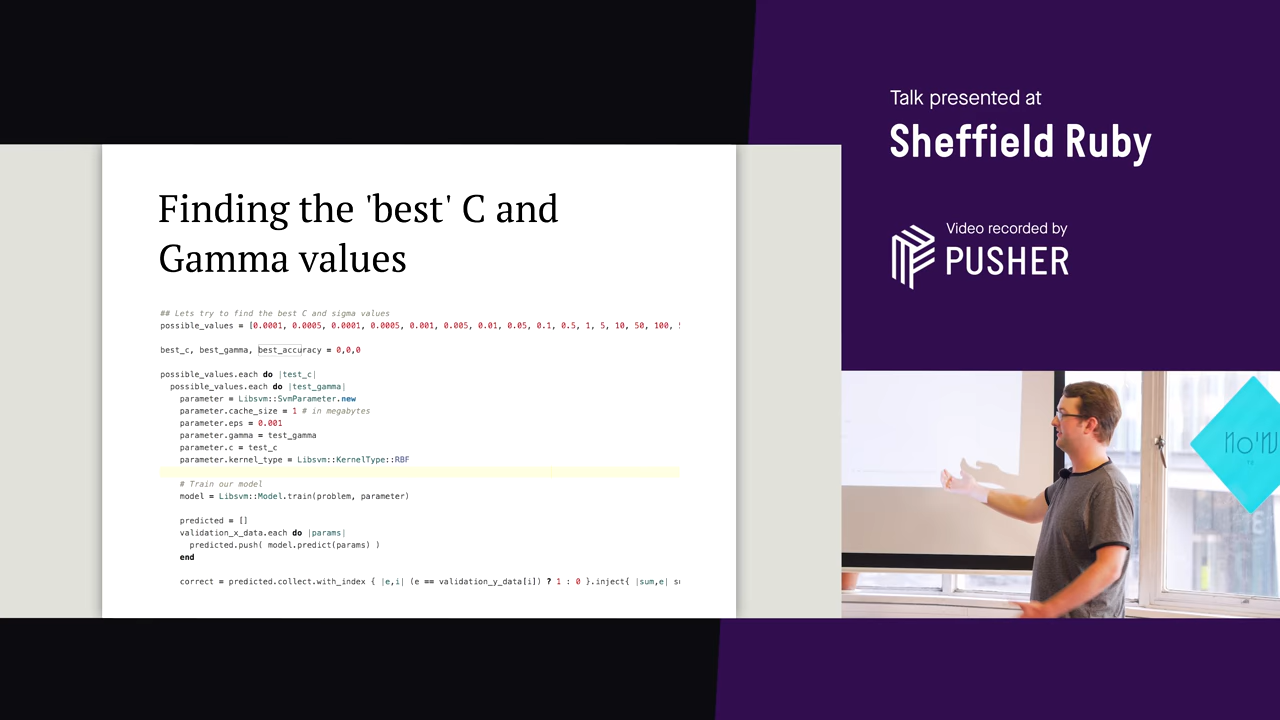 Talk presented at
Sheffield Ruby
Video recorded by
PUSHER
Finding the 'best' C and
Gamma values
## Lets try to find the best C and sigma values
possible_values = [0.0001, 0.0005, 0.0001, 0.0005, 0.001, 0.005, 0.01, 0.05, 0.1, 0.5, 1, 5, 10, 50, 100,
best_c, best_gamma, best_accuracy = 0,0,0
possible_values.each do |test_c|
possible_values.each do |test_gamma|
parameter = Libsvm::SvmParameter.new
parameter.cache_size = 1 # in megabytes
parameter.eps = 0.001
parameter.gamma = test_gamma
parameter.c = test_c
parameter.kernel_type = Libsvm::KernelType::RBF
# Train our model
model = Libsvm::Model.train(problem, parameter)
predicted = []
validation_x_data.each do |params|
predicted.push( model.predict(params) )
end
correct = predicted.collect.with_index { |e,i| (e == validation_y_data[i]) ? 1 : 0 }.inject{ |sum,e|